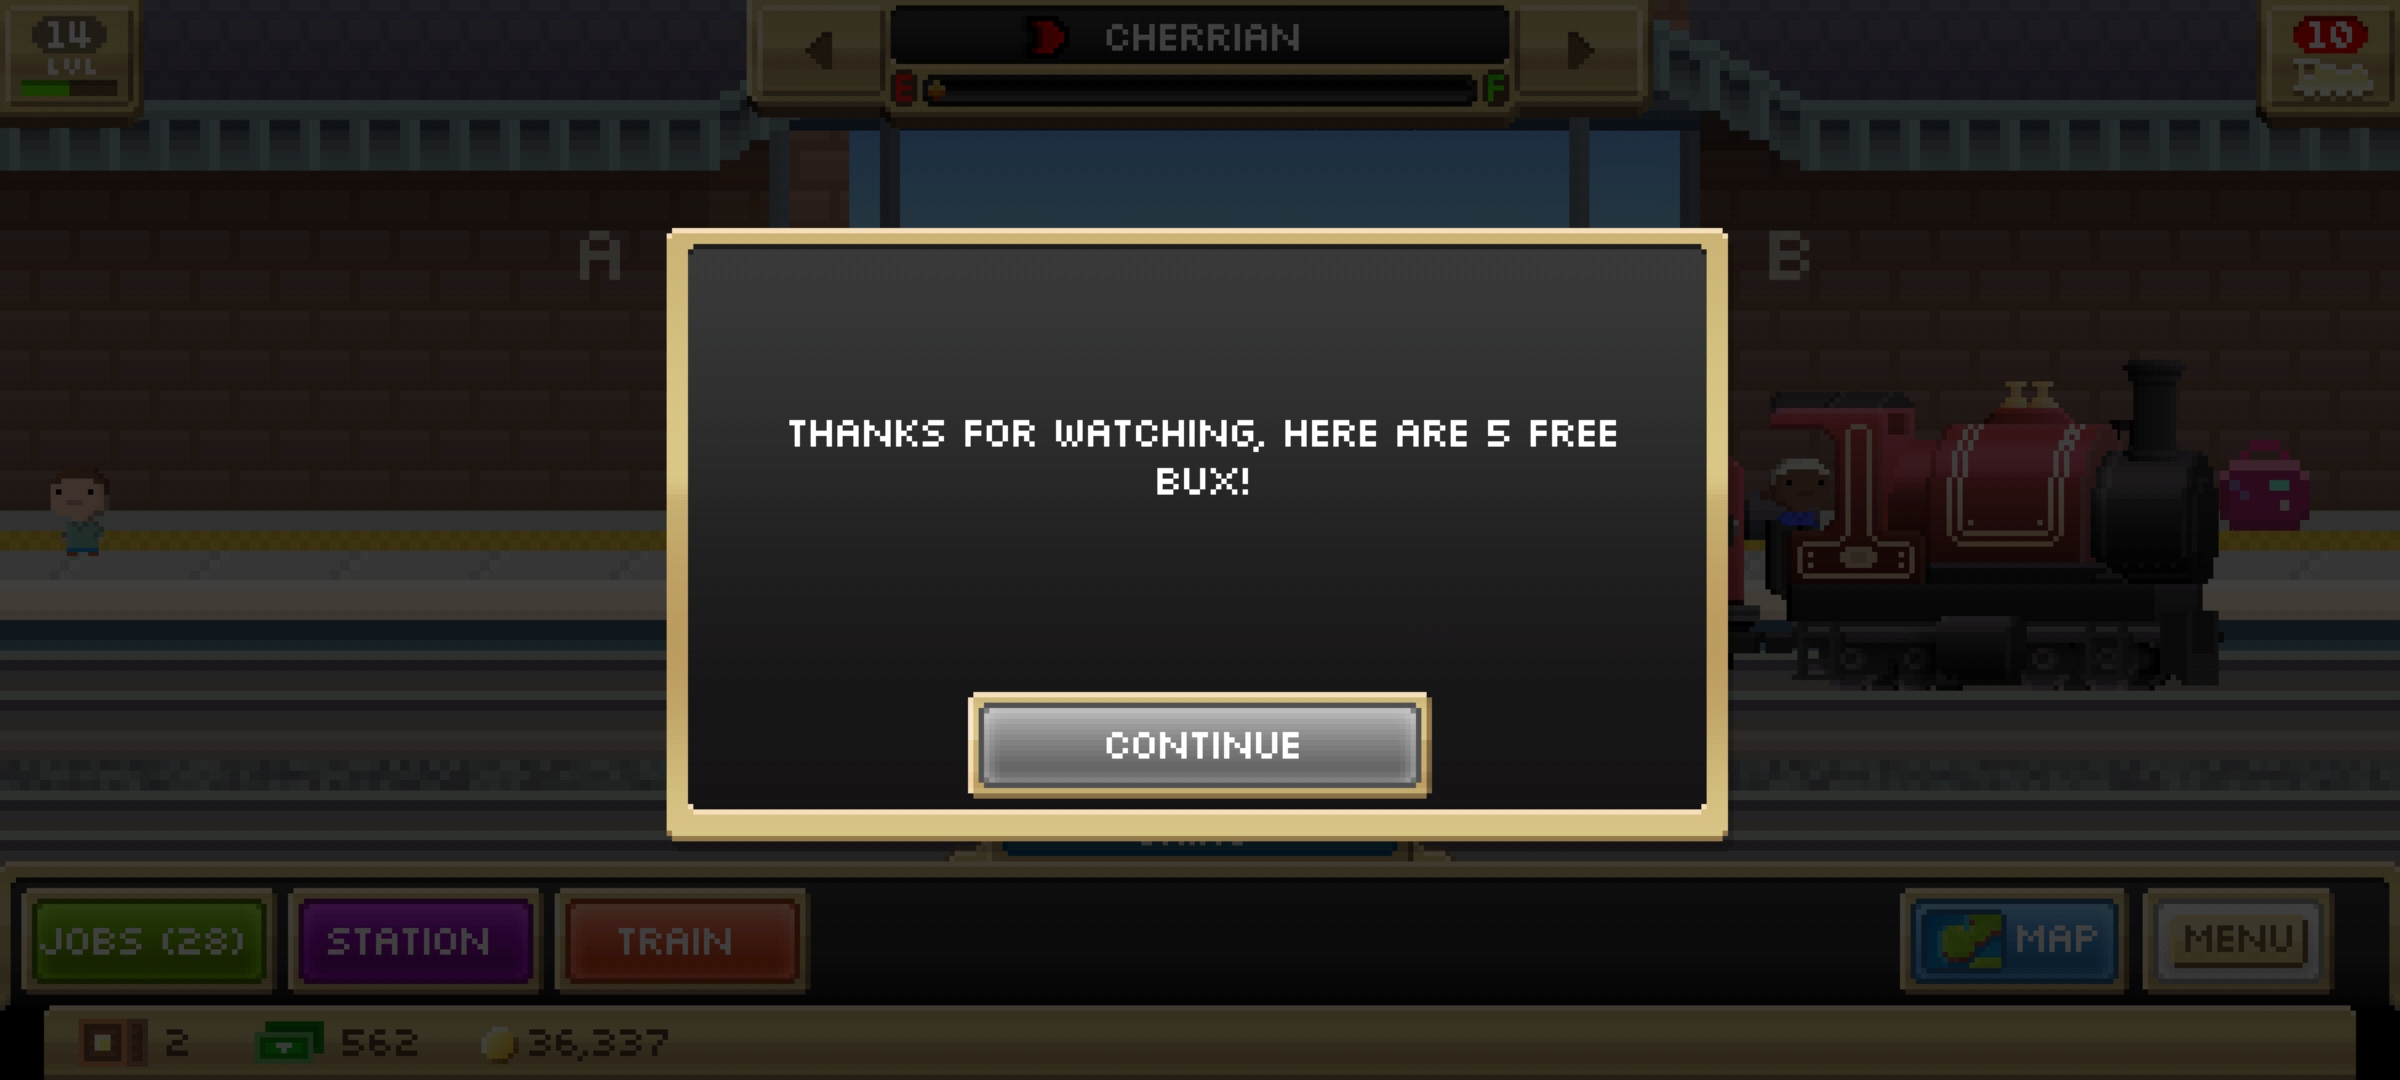 14
LVL
CHERRIAN
E F
10
A
B
THANKS FOR WATCHING, HERE ARE 5 FREE
BUX!
CONTINUE
JOBS (28)
STATION
TRAIN
MAP
MENU
2
562
36,337